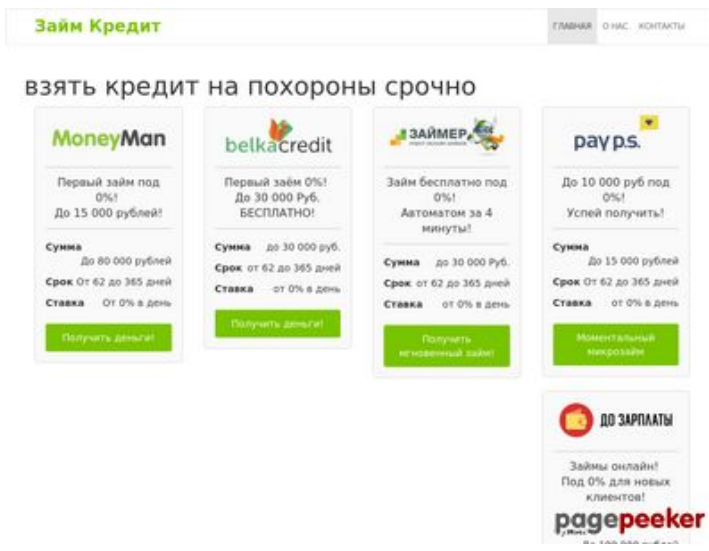 Займ Кредит
ГЛАВНАЯ О НАС КОНТАКТЫ
взять кредит на похороны срочно
MoneyMan
Первый займ под
0%!
До 15 000 рублей!
Сумма
До 80 000 рублей
Срок От 62 до 365 дней
Ставка От 0% в день
Получить деньги!
belkacredit
Первый заём 0%!
До 30 000 Руб.
БЕСПЛАТНО!
Сумма до 30 000 руб.
Срок от 62 до 365 дней
Ставка от 0% в день
Получить деньги!
ЗАЙМЕР
Займ бесплатно под
0%!
Автоматом за 4
минуты!
Сумма до 30 000 Руб.
Срок от 62 до 365 дней
Ставка от 0% в день
Получить
мгновенный займ!
pay p.s.
До 10 000 руб под
0%!
Успей получить!
Сумма
До 15 000 рублей
Срок От 62 до 365 дней
Ставка от 0% в день
Моментальный
микрозайм
ДО ЗАРПЛАТЫ
Займы онлайн!
Под 0% для новых
клиентов!
pagepeeker